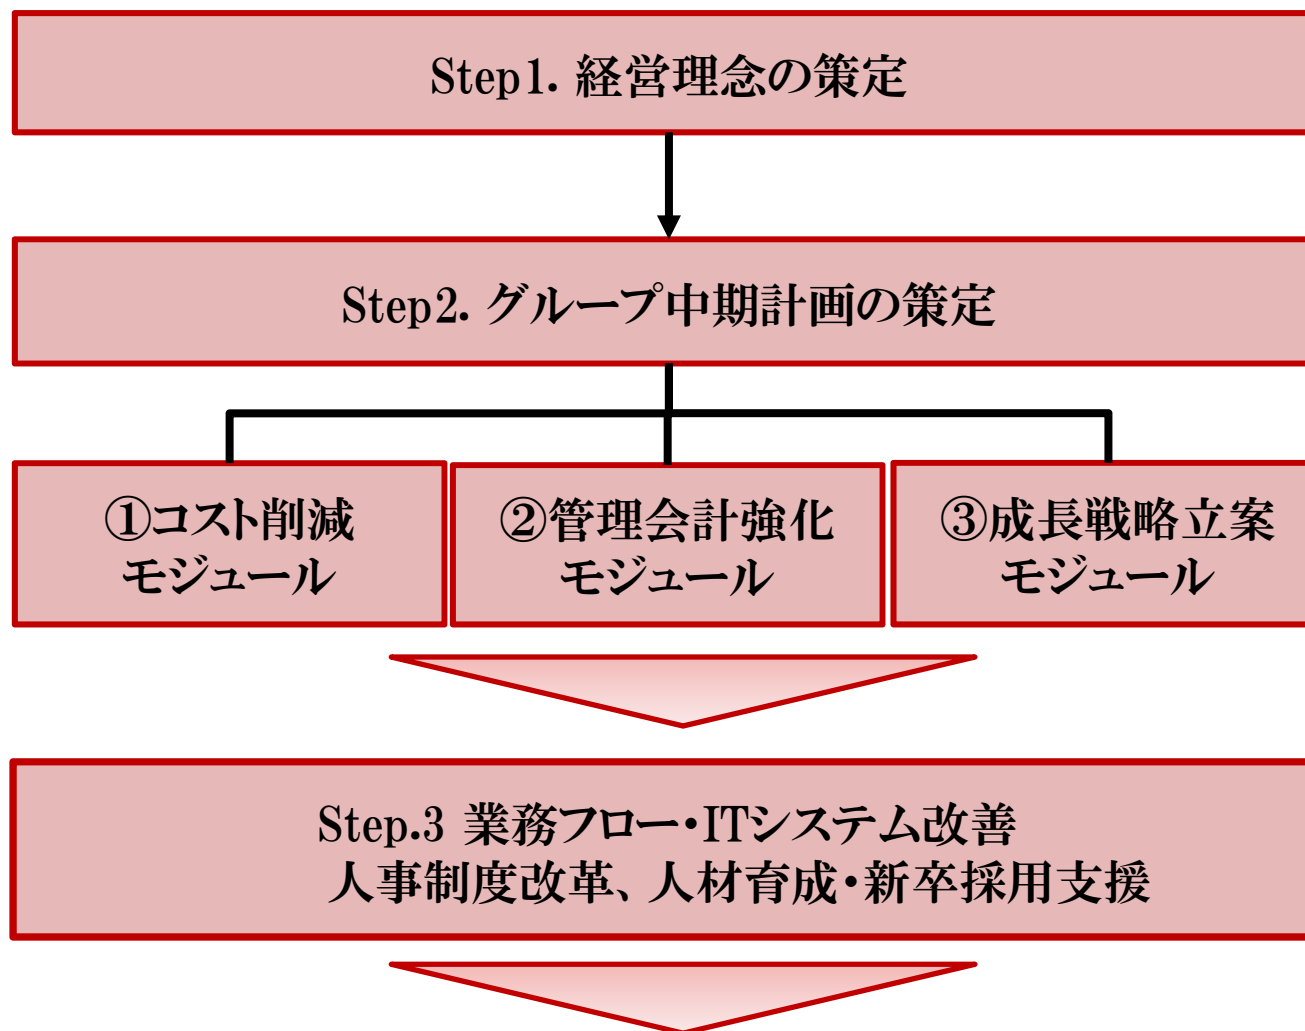 Step1. 経営理念の策定
Step2. グループ中期計画の策定
①コスト削減
モジュール
②管理会計強化
モジュール
③成長戦略立案
モジュール
Step.3 業務フロー・ITシステム改善
人事制度改革、人材育成・新卒採用支援